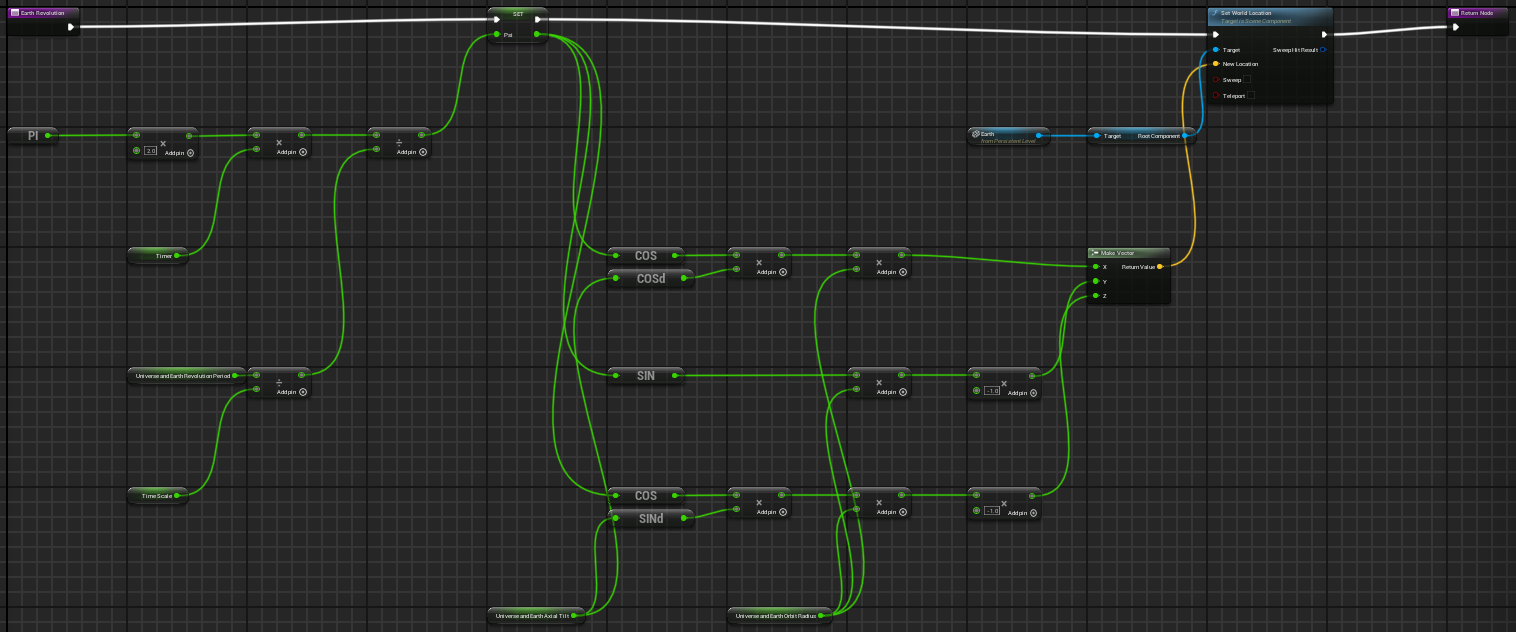 Earth Revolution
SET
Psi
Set World Location
Target is Scene Component
Target
Sweep Hit Result
New Location
Sweep
Teleport
Return Node
PI
2.0
×
Add pin
×
Add pin
÷
Add pin
Earth
from Persistent Level
Target
Root Component
Timer
COS
COSd
×
Add pin
×
Add pin
Make Vector
X
Return Value
Y
Z
Universe and Earth Revolution Period
÷
Add pin
SIN
×
Add pin
-1.0
×
Add pin
Time Scale
COS
SINd
×
Add pin
×
Add pin
-1.0
×
Add pin
Universe and Earth Axial Tilt
Universe and Earth Orbit Radius